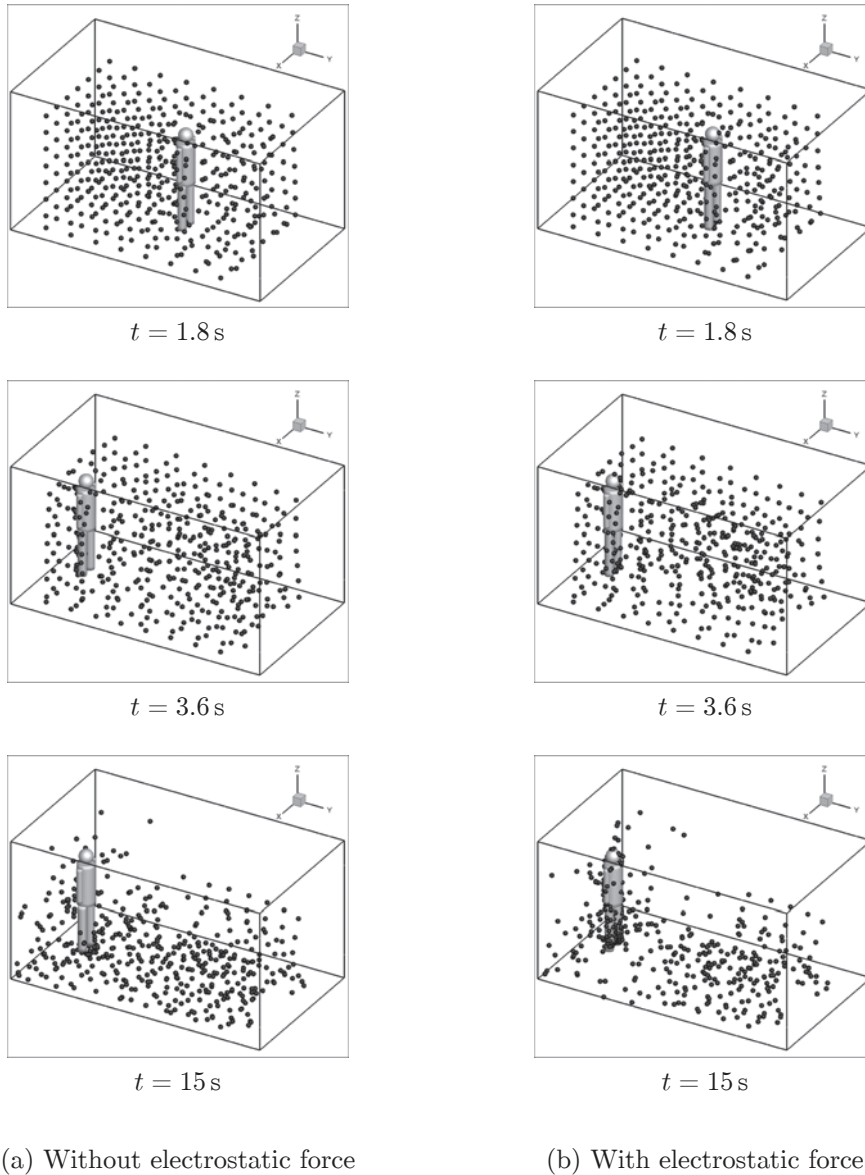 Z
X
Y
Z
X
Y
t = 1.8 s
t = 1.8 s
Z
X
Y
Z
X
Y
t = 3.6 s
t = 3.6 s
Z
X
Y
Z
X
Y
t = 15 s
t = 15 s
(a) Without electrostatic force
(b) With electrostatic force